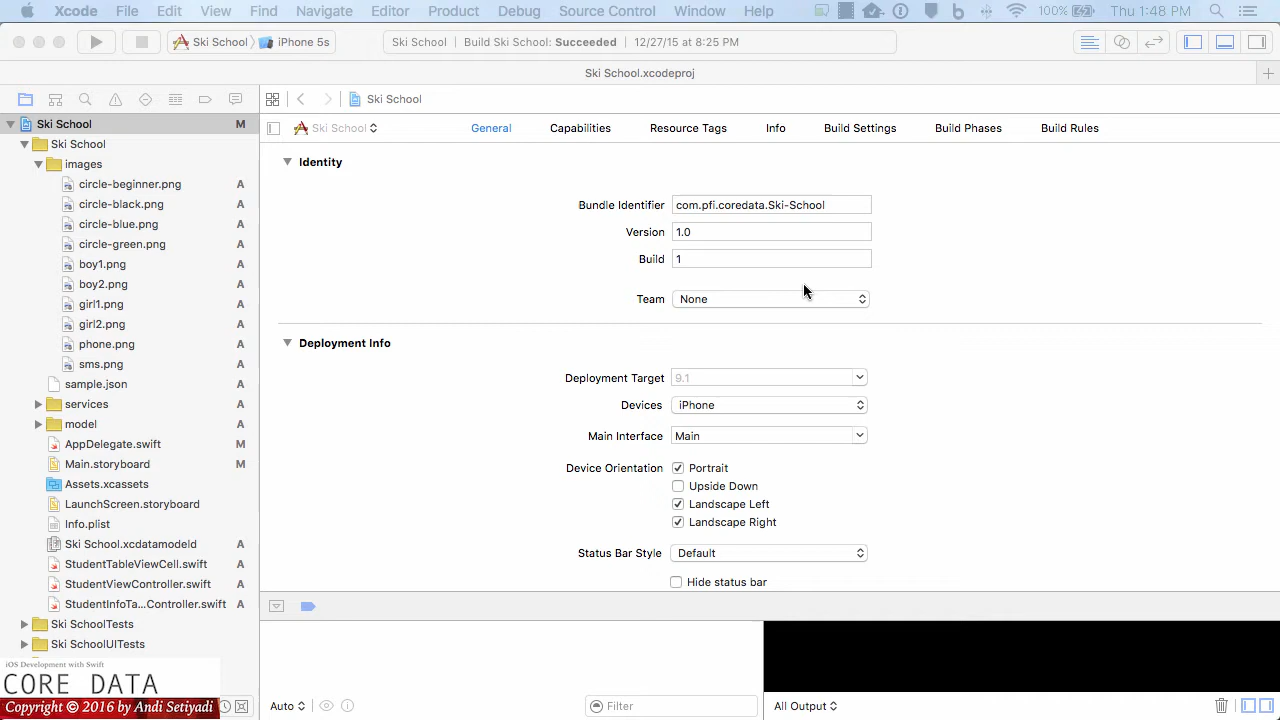 Xcode File Edit View Find Navigate Editor Product Debug Source Control Window Help 100% Thu 1:48 PM
Ski School iPhone 5s Ski School Build Ski School: Succeeded 12/27/15 at 8:25 PM
Ski School.xcodeproj
Ski School
Ski School M
Ski School General Capabilities Resource Tags Info Build Settings Build Phases Build Rules
Ski School
images
circle-beginner.png A
circle-black.png A
circle-blue.png A
circle-green.png A
boy1.png A
boy2.png A
girl1.png A
girl2.png A
phone.png A
sms.png A
sample.json A
services A
model A
AppDelegate.swift M
Main.storyboard M
Assets.xcassets
LaunchScreen.storyboard
Info.plist
Ski School.xcdatamodeld A
StudentTableViewCell.swift A
StudentViewController.swift A
StudentInfoTa...Controller.swift A
Ski SchoolTests
Ski SchoolUITests
Identity
Bundle Identifier com.pfi.coredata.Ski-School
Version 1.0
Build 1
Team None
Deployment Info
Deployment Target 9.1
Devices iPhone
Main Interface Main
Device Orientation Portrait
Upside Down
Landscape Left
Landscape Right
Status Bar Style Default
Hide status bar
iOS Development with Swift
CORE DATA
Copyright © 2016 by Andi Setiyadi
Auto Filter All Output